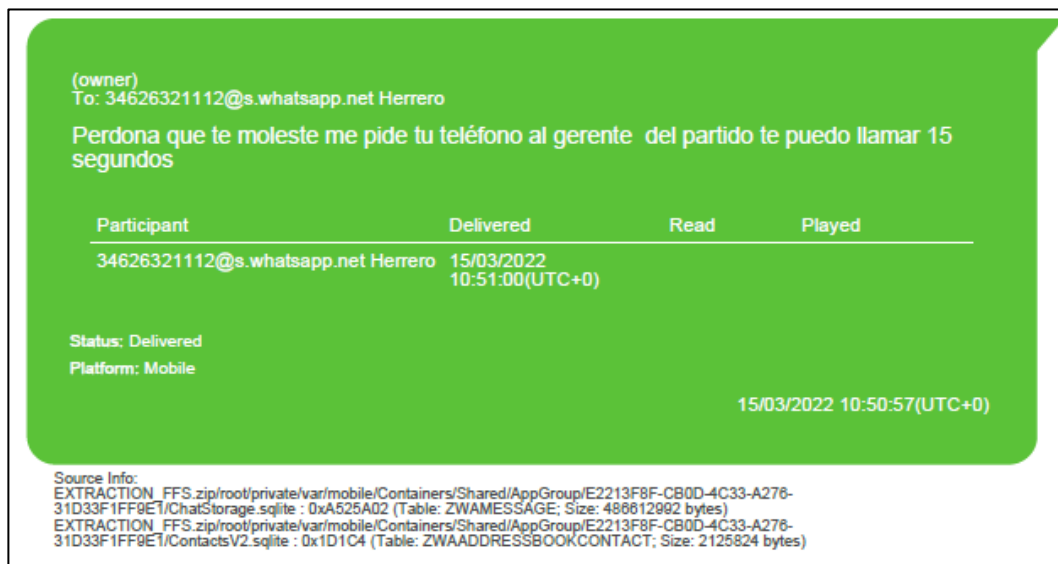 (owner)
To: 34626321112@s.whatsapp.net Herrero
Perdona que te moleste me pide tu teléfono al gerente  del partido te puedo llamar 15
segundos
Participant Delivered Read Played
34626321112@s.whatsapp.net Herrero 15/03/2022
10:51:00(UTC+0)
Status: Delivered
Platform: Mobile
15/03/2022 10:50:57(UTC+0)
Source Info:
EXTRACTION_FFS.zip/root/private/var/mobile/Containers/Shared/AppGroup/E2213F8F-CB0D-4C33-A276-
31D33F1FF9E1/ChatStorage.sqlite : 0xA525A02 (Table: ZWAMESSAGE; Size: 486612992 bytes)
EXTRACTION_FFS.zip/root/private/var/mobile/Containers/Shared/AppGroup/E2213F8F-CB0D-4C33-A276-
31D33F1FF9E1/ContactsV2.sqlite : 0x1D1C4 (Table: ZWAADDRESSBOOKCONTACT; Size: 2125824 bytes)